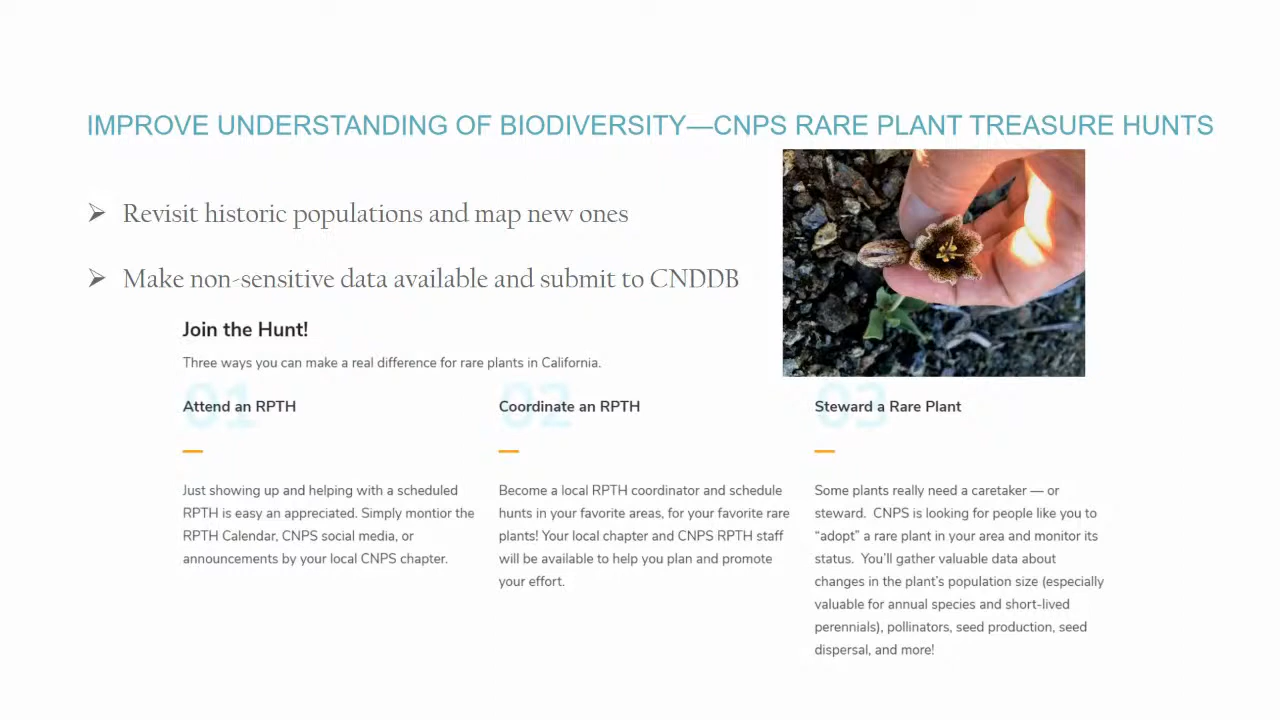 IMPROVE UNDERSTANDING OF BIODIVERSITY—CNPS RARE PLANT TREASURE HUNTS
➢ Revisit historic populations and map new ones
➢ Make non-sensitive data available and submit to CNDDB
Join the Hunt!
Three ways you can make a real difference for rare plants in California.
01
Attend an RPTH
Just showing up and helping with a scheduled
RPTH is easy an appreciated. Simply montior the
RPTH Calendar, CNPS social media, or
announcements by your local CNPS chapter.
02
Coordinate an RPTH
Become a local RPTH coordinator and schedule
hunts in your favorite areas, for your favorite rare
plants! Your local chapter and CNPS RPTH staff
will be available to help you plan and promote
your effort.
03
Steward a Rare Plant
Some plants really need a caretaker — or
steward.  CNPS is looking for people like you to
“adopt” a rare plant in your area and monitor its
status.  You’ll gather valuable data about
changes in the plant’s population size (especially
valuable for annual species and short-lived
perennials), pollinators, seed production, seed
dispersal, and more!